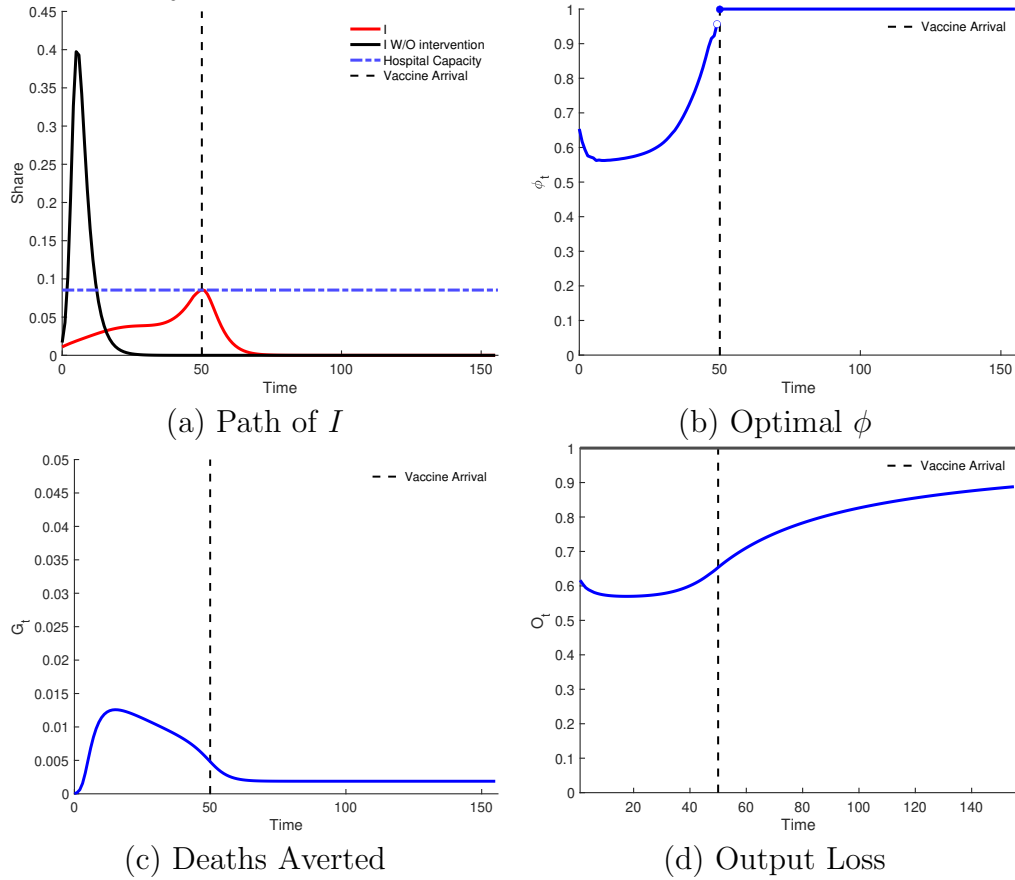 I
I W/O intervention
Hospital Capacity
Vaccine Arrival
0.45
0.4
0.35
0.3
0.25
0.2
0.15
0.1
0.05
0
Share
0 50 100 150
Time
(a) Path of I
Vaccine Arrival
1
0.9
0.8
0.7
0.6
0.5
0.4
0.3
0.2
0.1
0
ϕt
0 50 100 150
Time
(b) Optimal ϕ
Vaccine Arrival
0.05
0.045
0.04
0.035
0.03
0.025
0.02
0.015
0.01
0.005
0
Gt
0 50 100 150
Time
(c) Deaths Averted
Vaccine Arrival
1
0.9
0.8
0.7
0.6
0.5
0.4
0.3
0.2
0.1
0
Ot
20 40 60 80 100 120 140
Time
(d) Output Loss